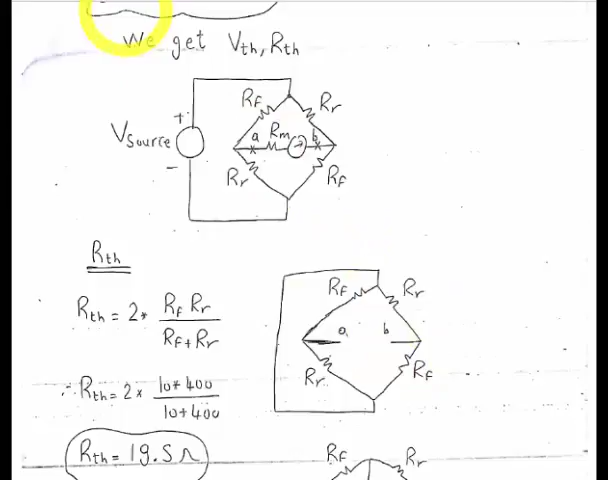 We get Vth, Rth
RF Rr
+
a Rm b
Vsource
-
Rr RF
Rth
RF Rr
Rth = 2* RF Rr / RF+Rr
a b
Rr RF
∴ Rth = 2* 10*400 / 10+400
Rth = 19.5 Ω
RF Rr